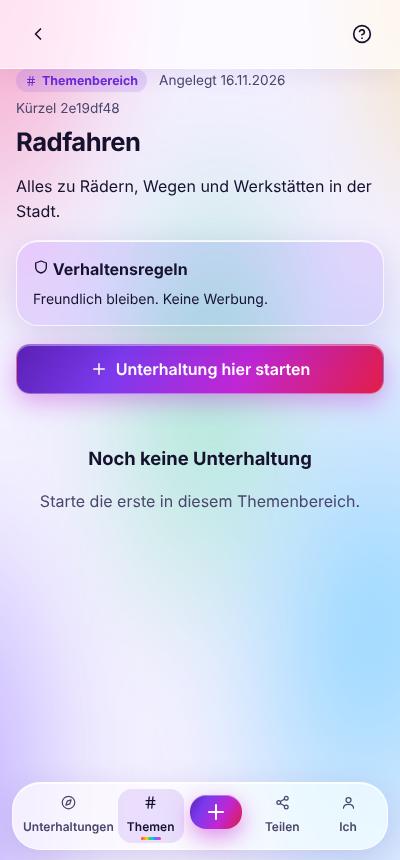 # Themenbereich Angelegt 16.11.2026
Kürzel 2e19df48
Radfahren
Alles zu Rädern, Wegen und Werkstätten in der
Stadt.
Verhaltensregeln
Freundlich bleiben. Keine Werbung.
+ Unterhaltung hier starten
Noch keine Unterhaltung
Starte die erste in diesem Themenbereich.
Unterhaltungen Themen Teilen Ich